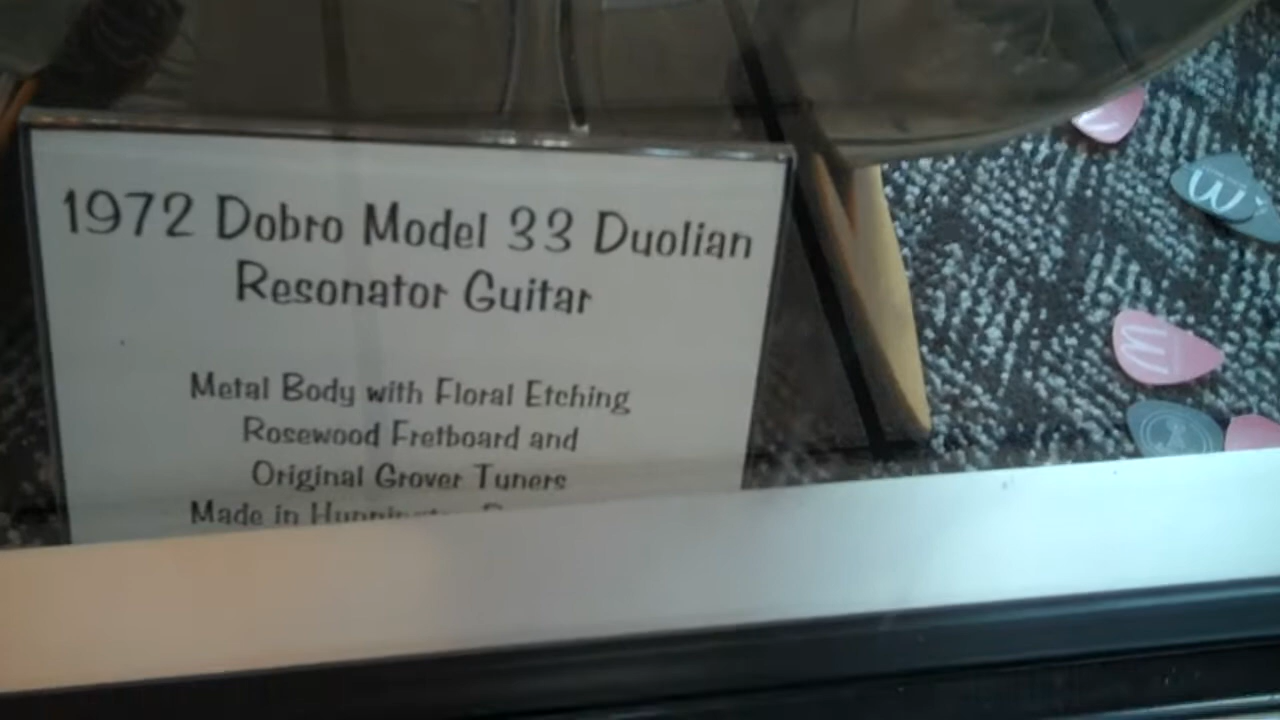 1972 Dobro Model 33 Duolian
Resonator Guitar
Metal Body with Floral Etching
Rosewood Fretboard and
Original Grover Tuners
Made in